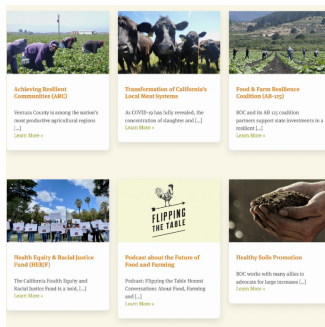 Achieving Resilient
Communities (ARC)
Ventura County is among the nation's
most productive agricultural regions
[...]
Learn More »
Transformation of California's
Local Meat Systems
As COVID-19 has fully revealed, the
concentration of slaughter and [...]
Learn More »
Food & Farm Resilience
Coalition (AB-125)
ROC and its AB 125 coalition
partners support state investments in a
resilient [...]
Learn More »
Health Equity & Racial Justice
Fund (HERJF)
The California Health Equity and
Racial Justice Fund is a [...]
Learn More »
FLIPPING
THE TABLE
Podcast about the Future of
Food and Farming
Podcast: Flipping the Table Honest
Conversations About Food, Farming
and [...]
Learn More »
Healthy Soils Promotion
ROC works with many allies to
advocate for large increases [...]
Learn More »